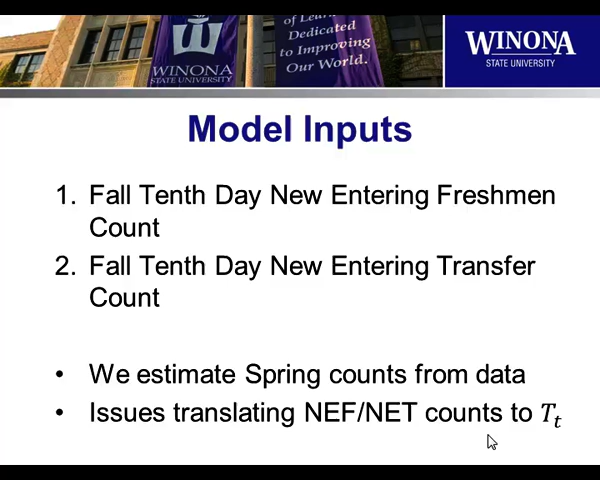 of Learn
Dedicated
to Improving
Our World.
WINONA
STATE UNIVERSITY
WINONA
STATE UNIVERSITY
Model Inputs
1. Fall Tenth Day New Entering Freshmen
Count
2. Fall Tenth Day New Entering Transfer
Count
• We estimate Spring counts from data
• Issues translating NEF/NET counts to Tₜ